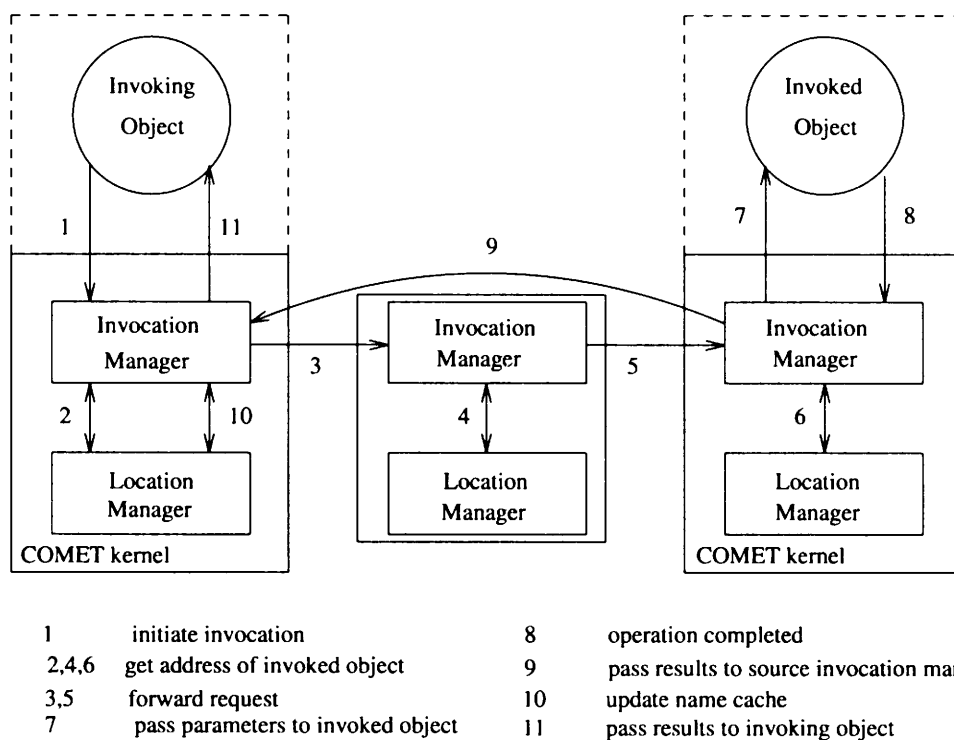 Invoking
Object
Invoked
Object
1
11
7
8
9
Invocation
Manager
3
Invocation
Manager
5
Invocation
Manager
2
10
4
6
Location
Manager
Location
Manager
Location
Manager
COMET kernel
COMET kernel
1 initiate invocation
2,4,6 get address of invoked object
3,5 forward request
7 pass parameters to invoked object
8 operation completed
9 pass results to source invocation
10 update name cache
11 pass results to invoking object